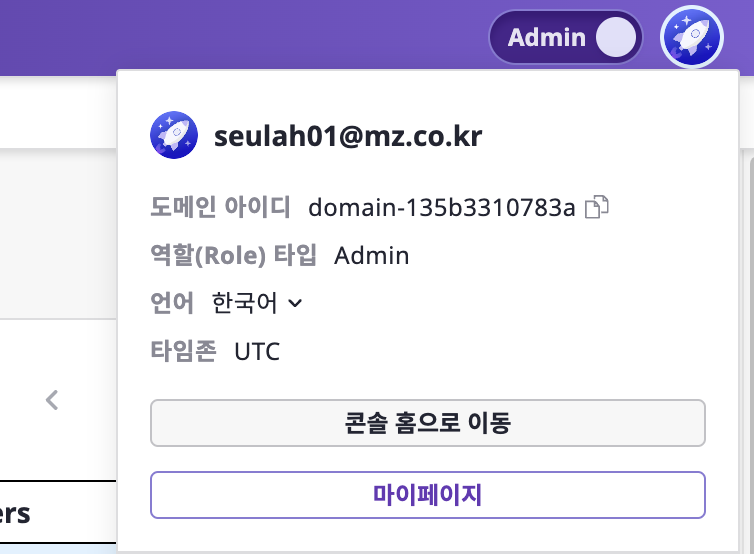 Admin
seulah01@mz.co.kr
도메인 아이디 domain-135b3310783a
역할(Role) 타입 Admin
언어 한국어
타임존 UTC
콘솔 홈으로 이동
마이페이지
ers